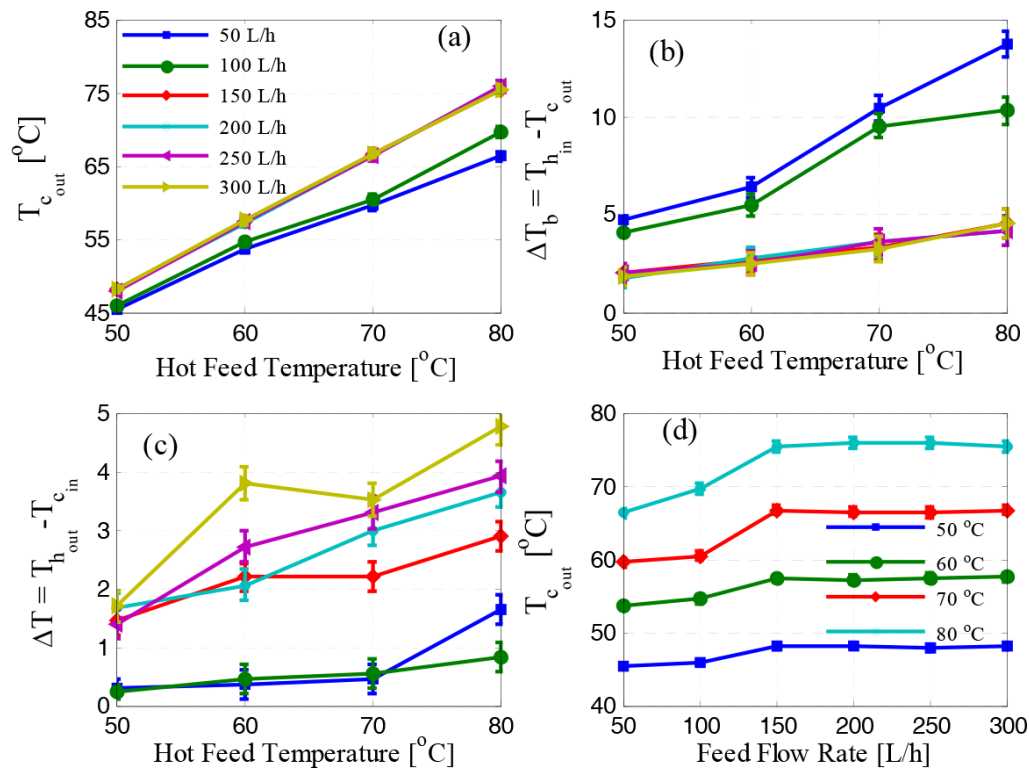 85
75
65
55
45
T_c_out [°C]
50 L/h
100 L/h
150 L/h
200 L/h
250 L/h
300 L/h
(a)
50 60 70 80
Hot Feed Temperature [°C]
15
10
5
0
ΔT_b = T_h_in -T_c_out
(b)
50 60 70 80
Hot Feed Temperature [°C]
5
4
3
2
1
0
ΔT = T_h_out -T_c_in
(c)
50 60 70 80
Hot Feed Temperature [°C]
80
70
60
50
40
T_c_out [°C]
(d)
50 °C
60 °C
70 °C
80 °C
50 100 150 200 250 300
Feed Flow Rate [L/h]